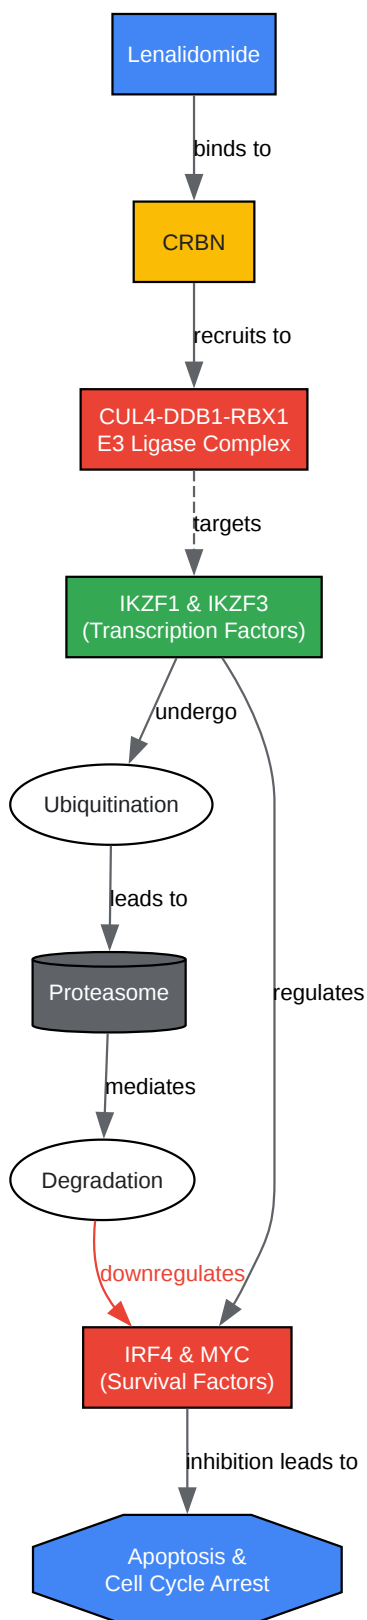 Lenalidomide
binds to
CRBN
recruits to
CUL4-DDB1-RBX1
E3 Ligase Complex
targets
IKZF1 & IKZF3
(Transcription Factors)
undergo
Ubiquitination
leads to
Proteasome
regulates
mediates
Degradation
downregulates
IRF4 & MYC
(Survival Factors)
inhibition leads to
Apoptosis &
Cell Cycle Arrest